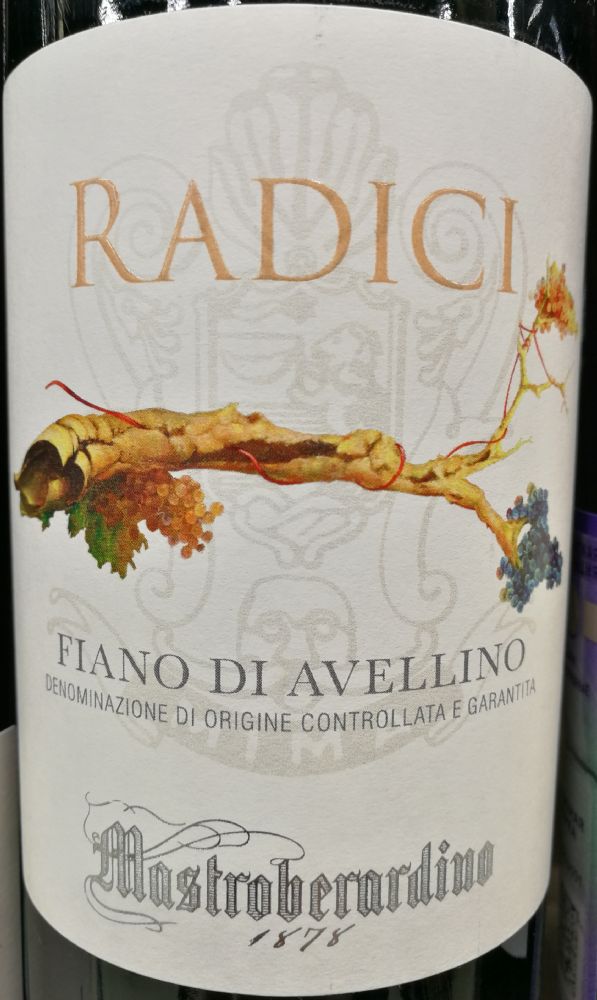 RADICI
FIANO DI AVELLINO
DENOMINAZIONE DI ORIGINE CONTROLLATA E GARANTITA
Mastroberardino
1878